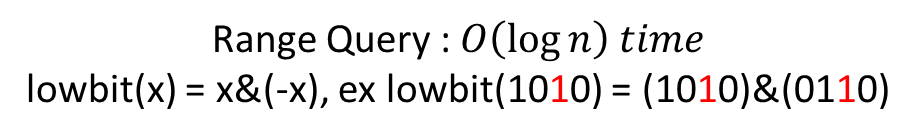 Range Query : O(log n) time
lowbit(x) = x&(-x), ex lowbit(1010) = (1010)&(0110)